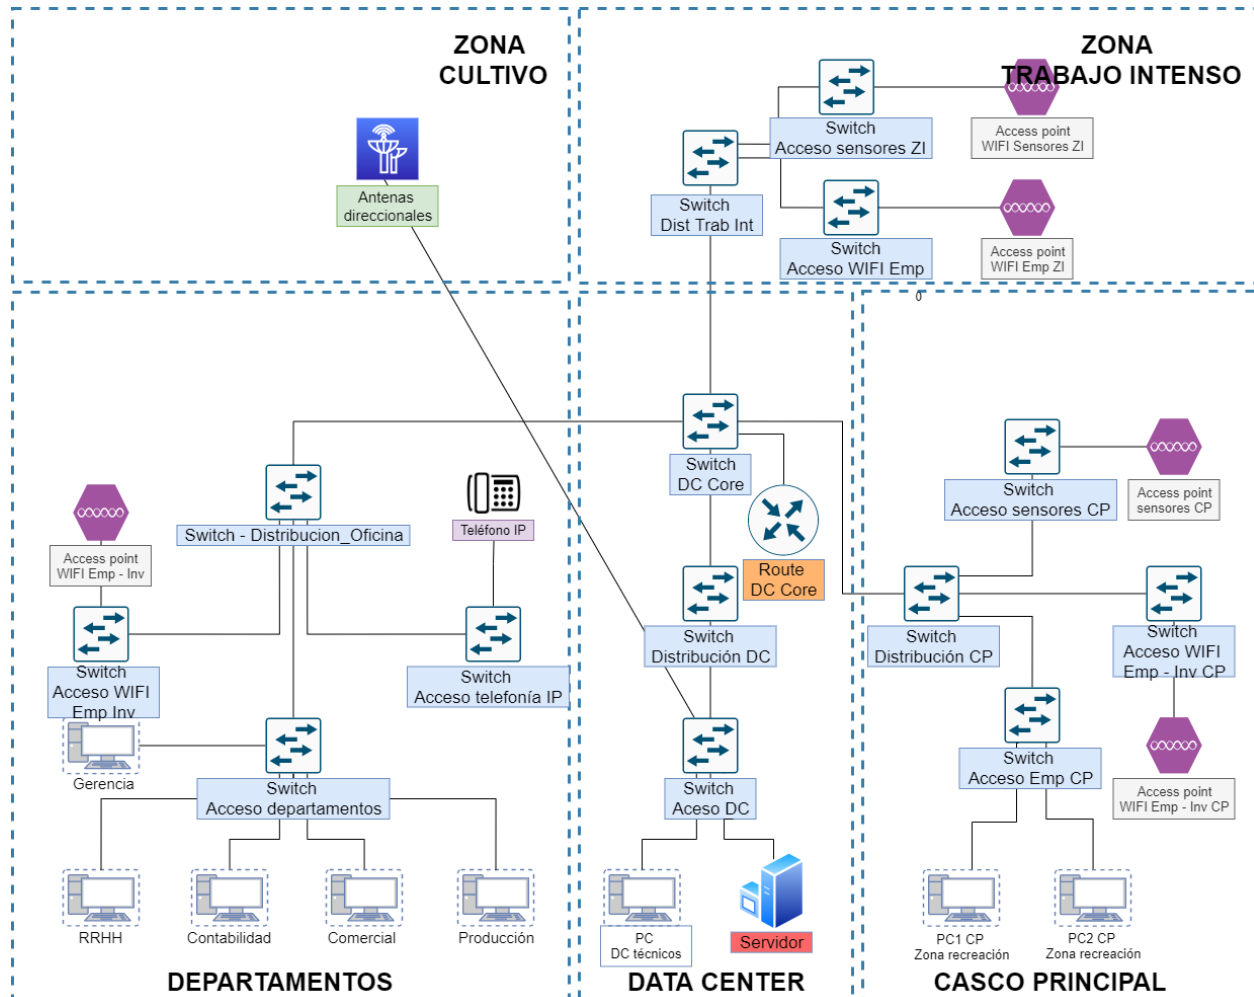 ZONA
CULTIVO
ZONA
TRABAJO INTENSO
Antenas
direccionales
Switch
Acceso sensores ZI
Access point
WIFI Sensores ZI
Switch
Dist Trab Int
Switch
Acceso WIFI Emp
Access point
WIFI Emp ZI
0
Switch
DC Core
Route
DC Core
Switch
Distribución DC
Switch
Aceso DC
PC
DC técnicos
Servidor
DATA CENTER
Switch - Distribucion_Oficina
Teléfono IP
Access point
WIFI Emp - Inv
Switch
Acceso WIFI
Emp Inv
Switch
Acceso telefonía IP
Gerencia
Switch
Acceso departamentos
RRHH
Contabilidad
Comercial
Producción
DEPARTAMENTOS
Switch
Acceso sensores CP
Access point
sensores CP
Switch
Distribución CP
Switch
Acceso WIFI
Emp - Inv CP
Switch
Acceso Emp CP
Access point
WIFI Emp - Inv CP
PC1 CP
Zona recreación
PC2 CP
Zona recreación
CASCO PRINCIPAL